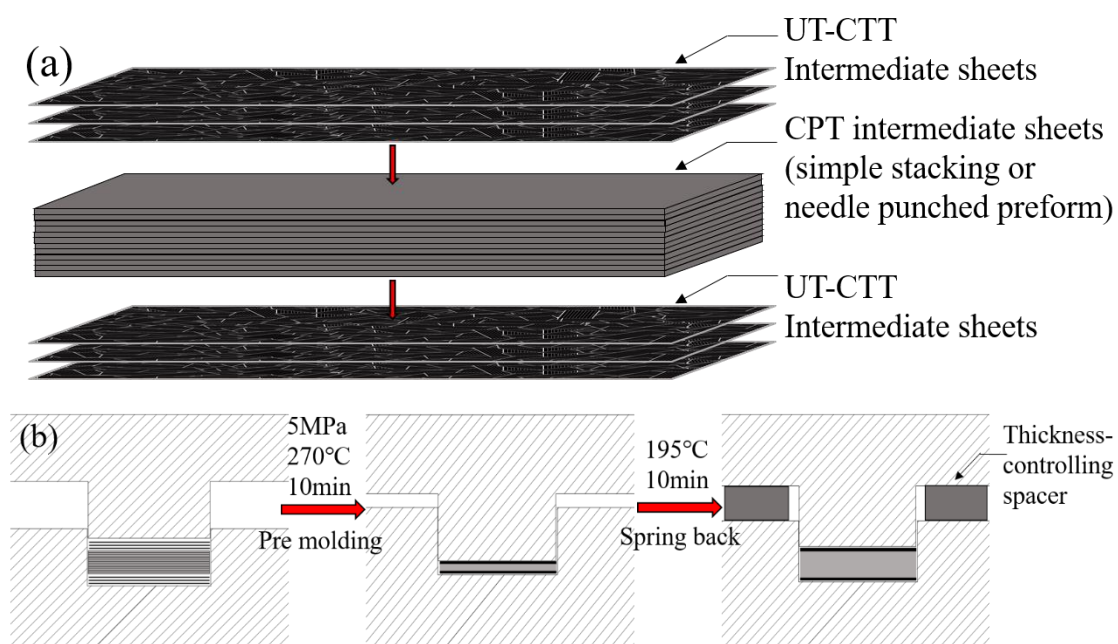 (a)
UT-CTT
Intermediate sheets
CPT intermediate sheets
(simple stacking or
needle punched preform)
UT-CTT
Intermediate sheets
(b)
5MPa
270℃
10min
Pre molding
195℃
10min
Spring back
Thickness-
controlling
spacer